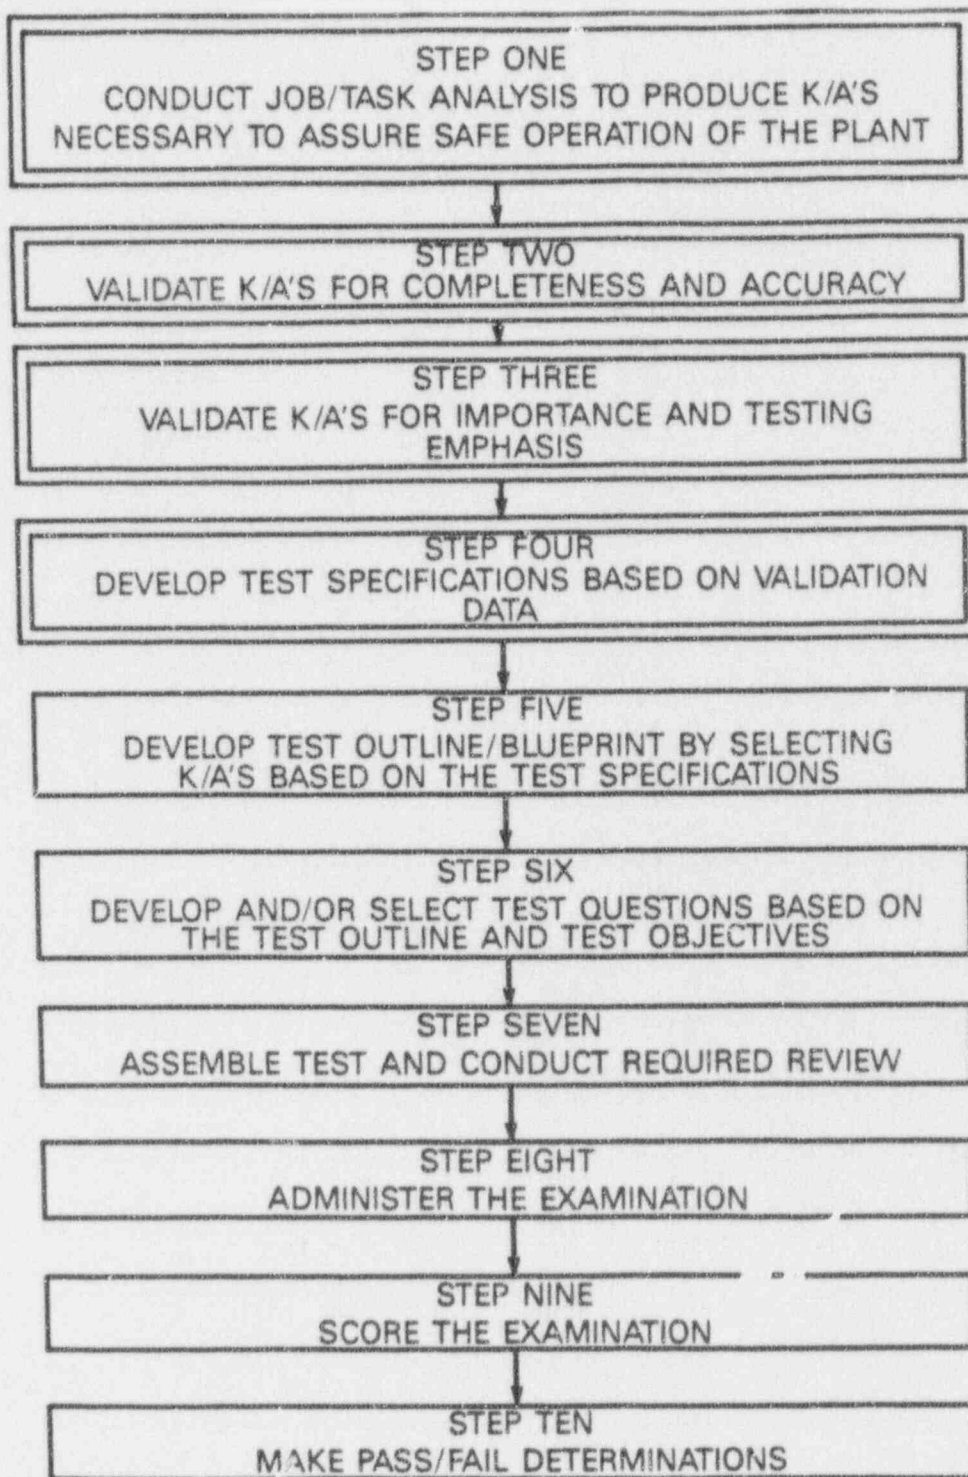 STEP ONE
CONDUCT JOB/TASK ANALYSIS TO PRODUCE K/A'S
NECESSARY TO ASSURE SAFE OPERATION OF THE PLANT
STEP TWO
VALIDATE K/A'S FOR COMPLETENESS AND ACCURACY
STEP THREE
VALIDATE K/A'S FOR IMPORTANCE AND TESTING
EMPHASIS
STEP FOUR
DEVELOP TEST SPECIFICATIONS BASED ON VALIDATION
DATA
STEP FIVE
DEVELOP TEST OUTLINE/BLUEPRINT BY SELECTING
K/A'S BASED ON THE TEST SPECIFICATIONS
STEP SIX
DEVELOP AND/OR SELECT TEST QUESTIONS BASED ON
THE TEST OUTLINE AND TEST OBJECTIVES
STEP SEVEN
ASSEMBLE TEST AND CONDUCT REQUIRED REVIEW
STEP EIGHT
ADMINISTER THE EXAMINATION
STEP NINE
SCORE THE EXAMINATION
STEP TEN
MAKE PASS/FAIL DETERMINATIONS